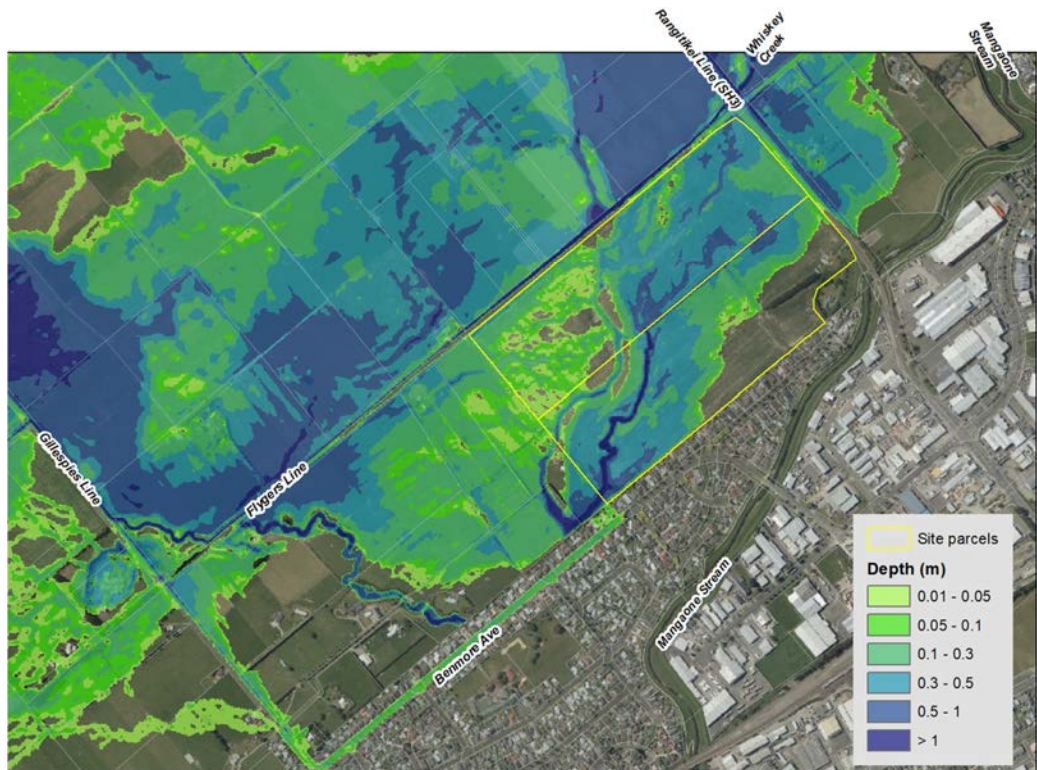 Rangitikei Line (SH3)
Whiskey
Creek
Mangaone
Stream
Gillespies Line
Flygers Line
Benmore Ave
Mangaone Stream
Site parcels
Depth (m)
0.01 - 0.05
0.05 - 0.1
0.1 - 0.3
0.3 - 0.5
0.5 - 1
> 1